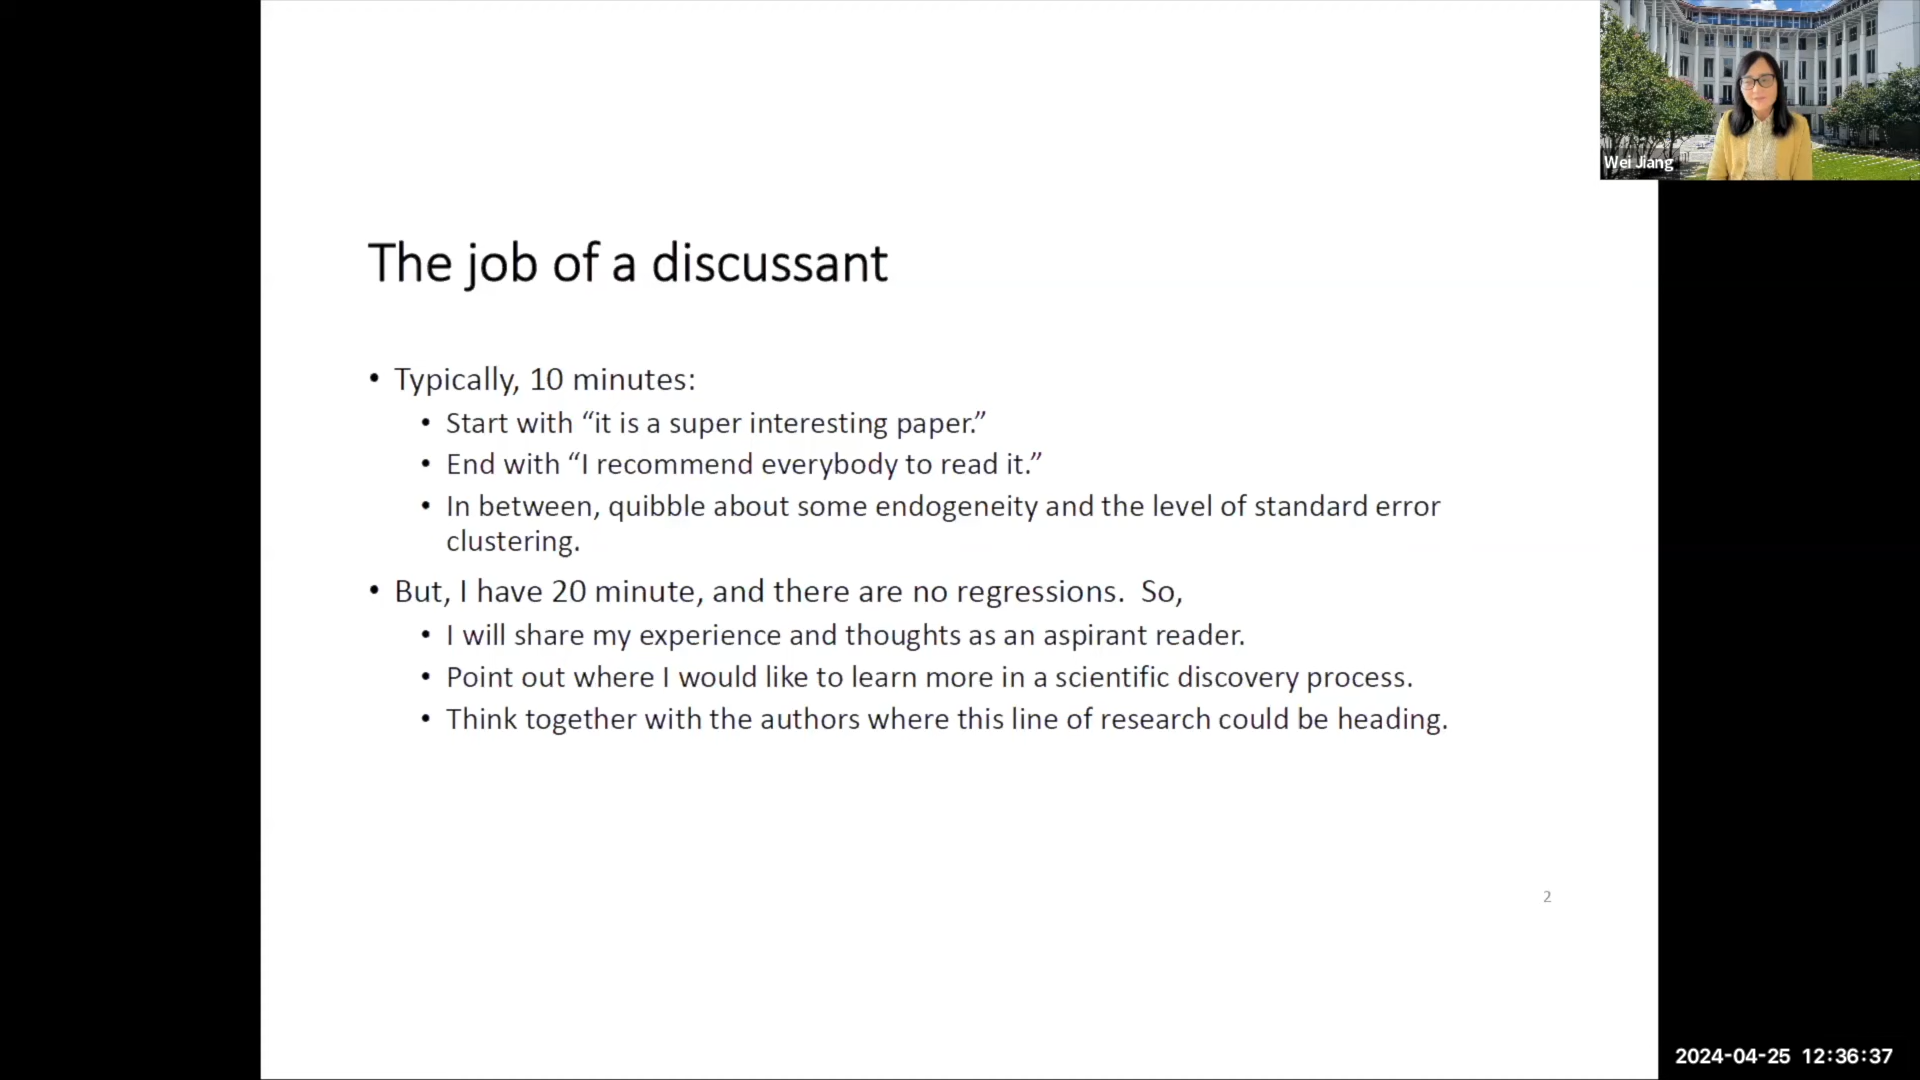 Wei Jiang
The job of a discussant
• Typically, 10 minutes:
• Start with “it is a super interesting paper.”
• End with “I recommend everybody to read it.”
• In between, quibble about some endogeneity and the level of standard error
clustering.
• But, I have 20 minute, and there are no regressions.  So,
• I will share my experience and thoughts as an aspirant reader.
• Point out where I would like to learn more in a scientific discovery process.
• Think together with the authors where this line of research could be heading.
2
2024-04-25 12:36:37